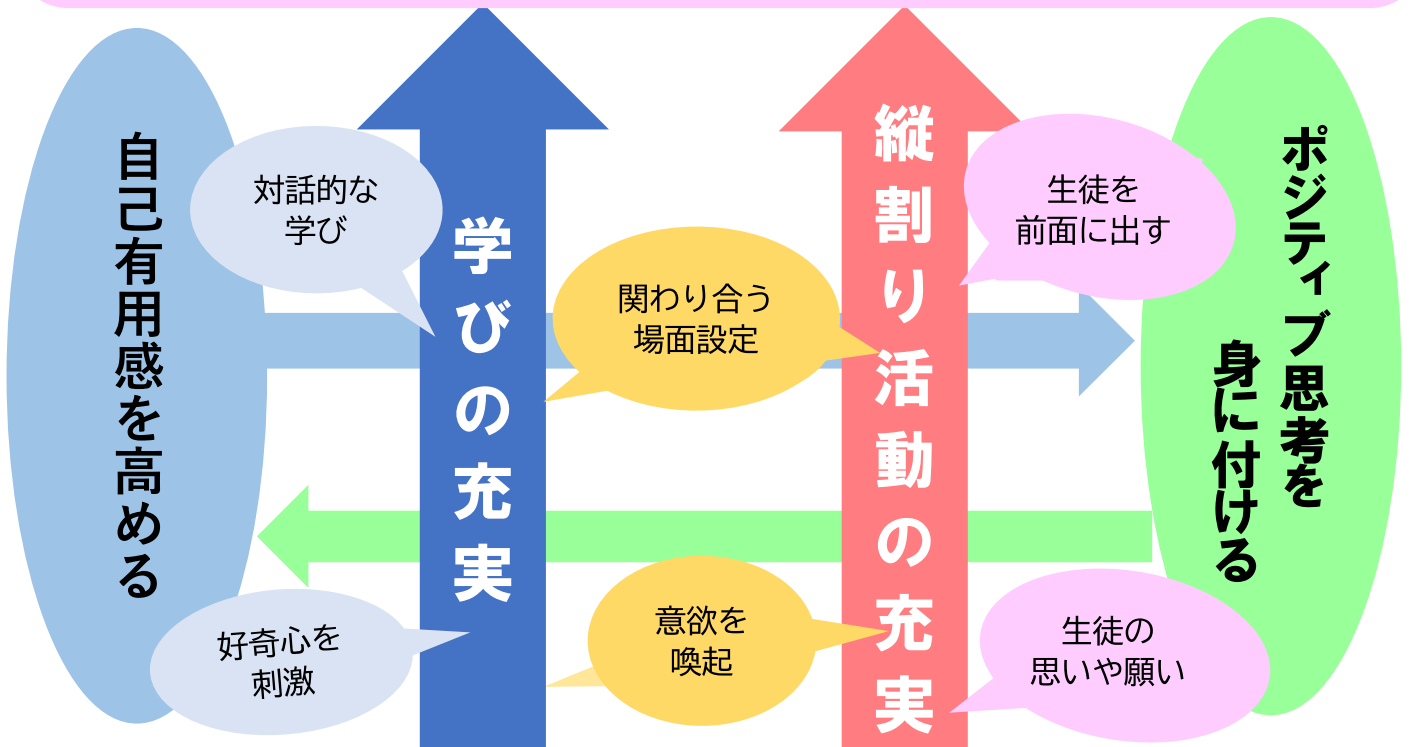 自己有用感を高める
対話的な
学び
好奇心を
刺激
学びの充実
関わり合う
場面設定
意欲を
喚起
縦割り活動の充実
生徒を
前面に出す
生徒の
思いや願い
ポジティブ思考を
身に付ける